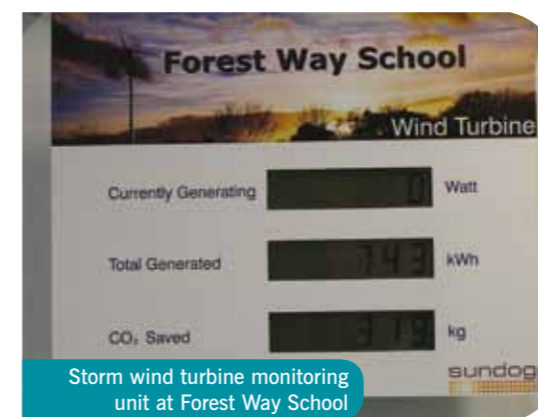 Forest Way School
Wind Turbine
Currently Generating 0 Watt
Total Generated 743 kWh
CO₂ Saved 319 kg
sundog
Storm wind turbine monitoring
unit at Forest Way School